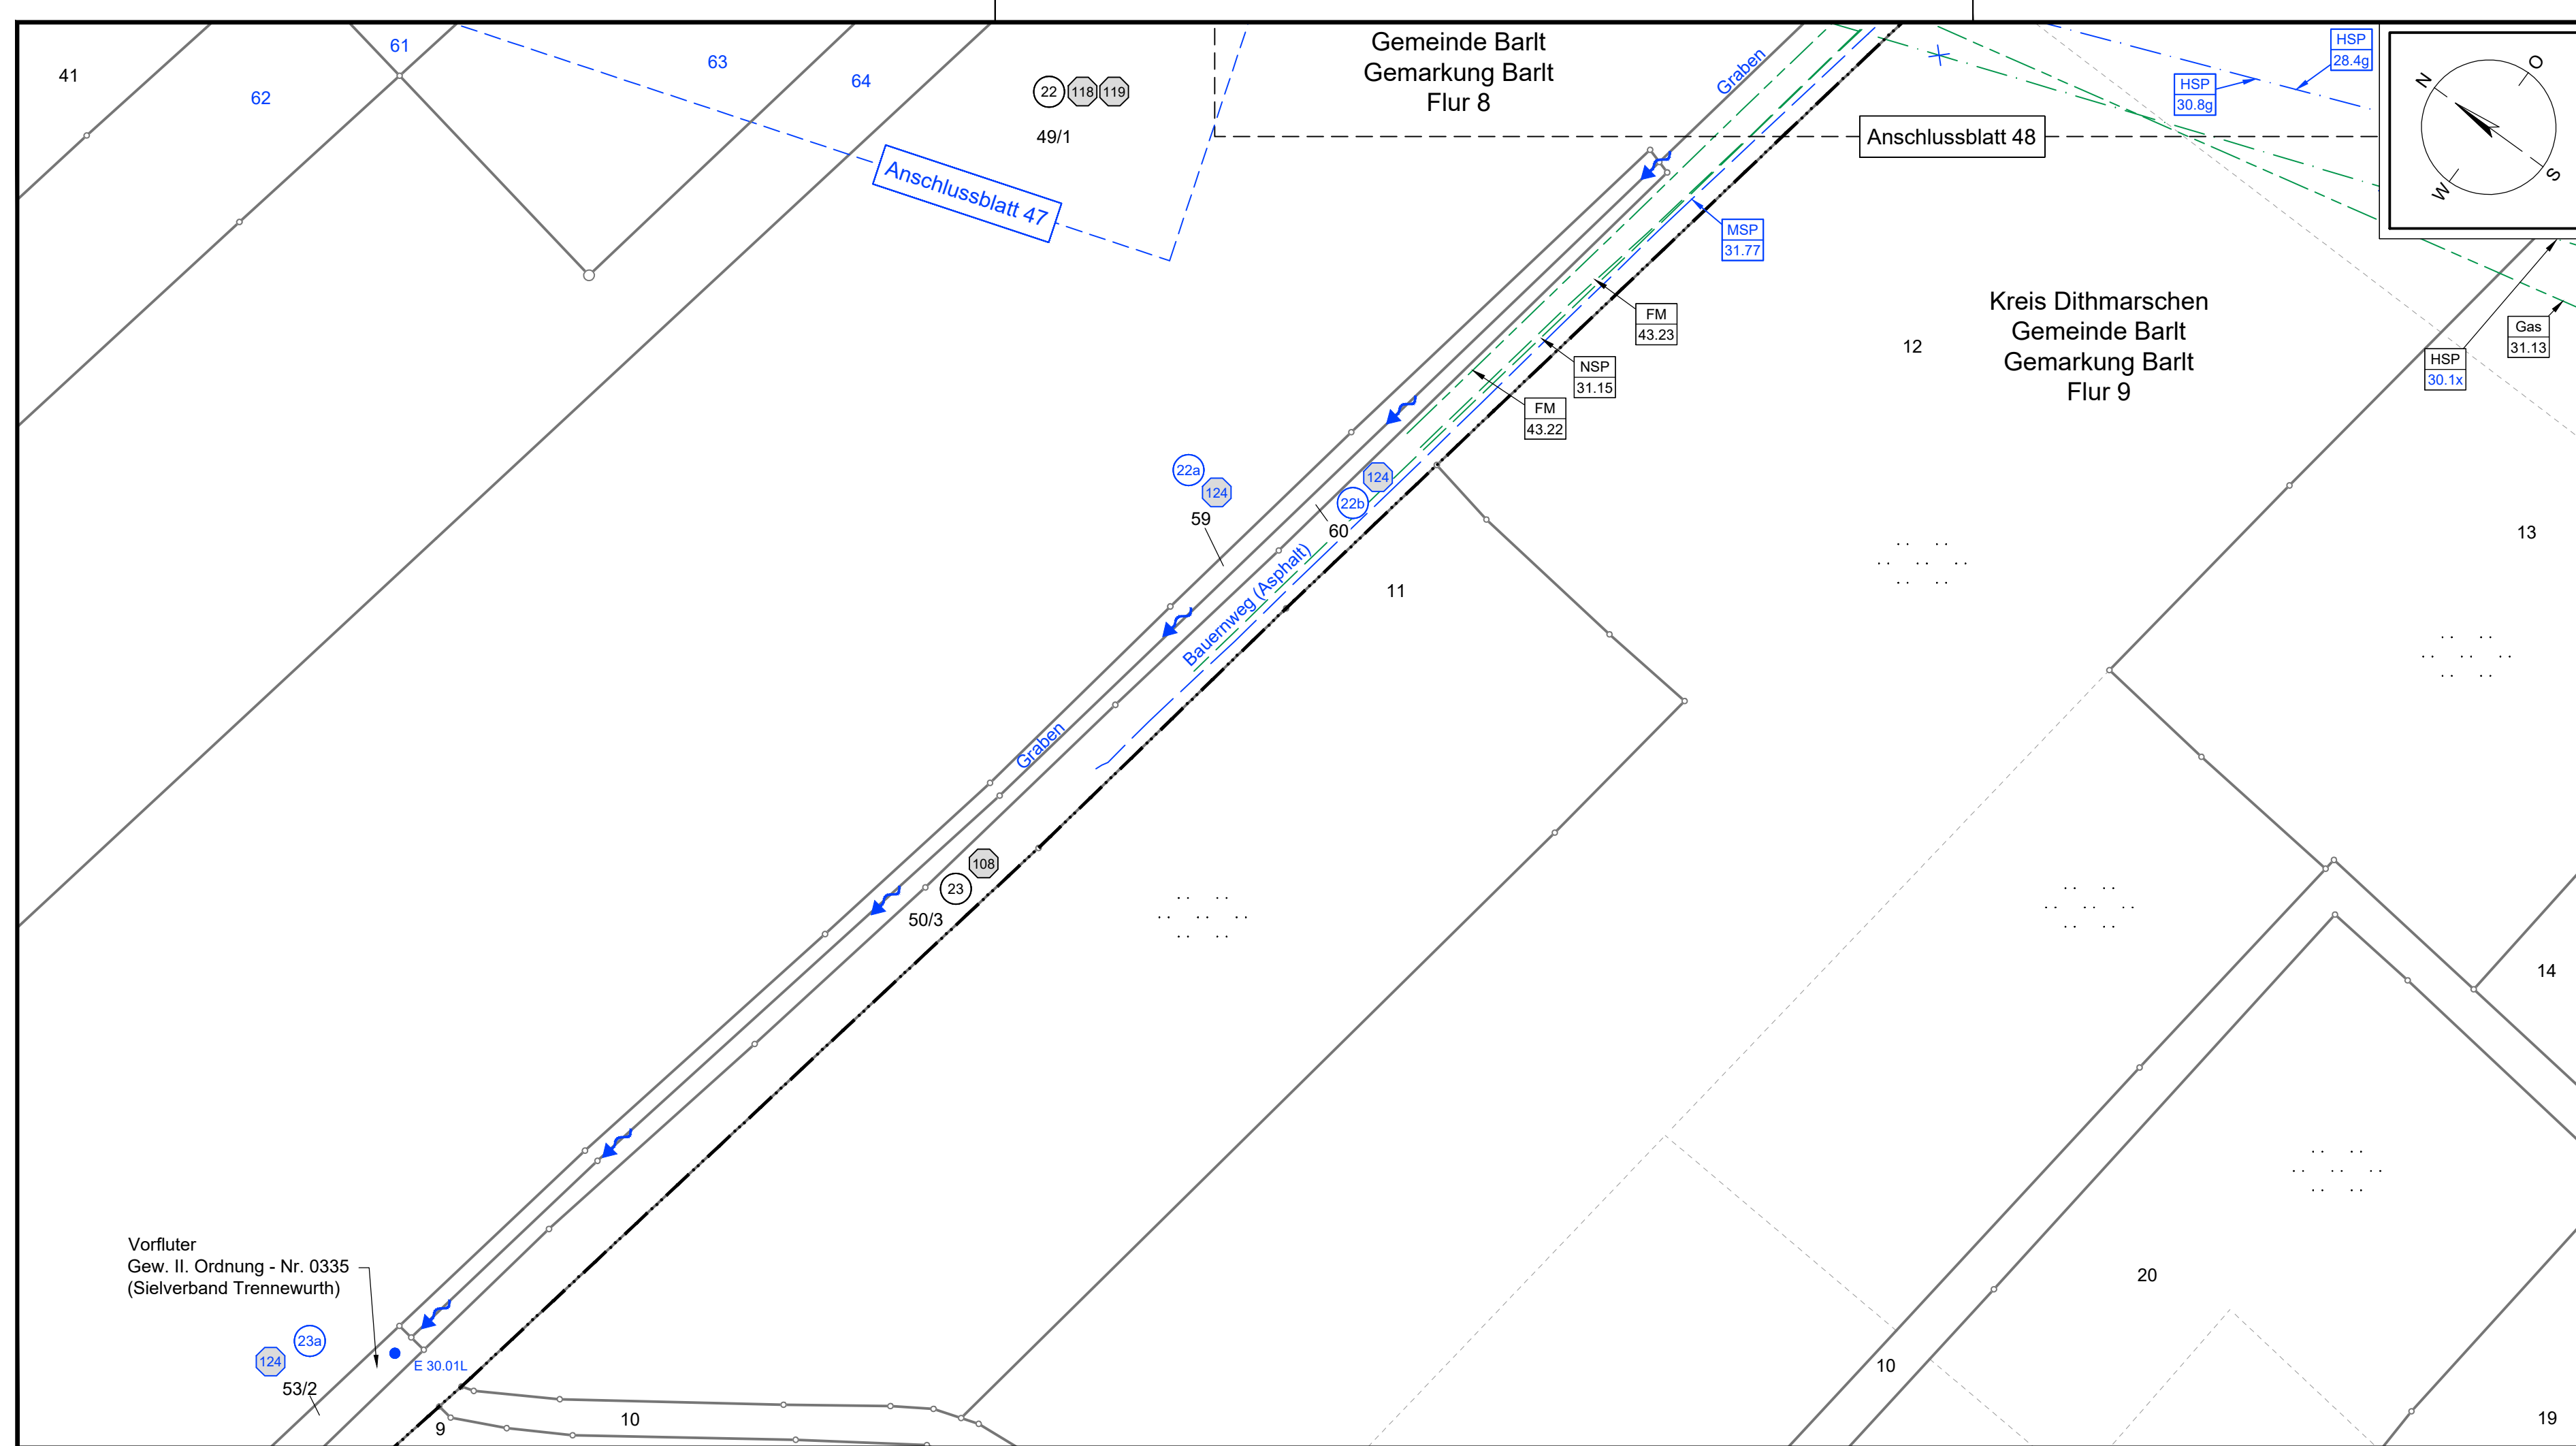 41
61
62
63
64
22
118
119
49/1
Gemeinde Barlt
Gemarkung Barlt
Flur 8
Graben
HSP
28.4g
HSP
30.8g
N
O
W
S
Anschlussblatt 48
Anschlussblatt 47
MSP
31.77
FM
43.23
NSP
31.15
FM
43.22
12
Kreis Dithmarschen
Gemeinde Barlt
Gemarkung Barlt
Flur 9
Gas
31.13
HSP
30.1x
22a
124
59
124
22b
60
13
Bauernweg (Asphalt)
11
Graben
108
23
50/3
14
Vorfluter
Gew. II. Ordnung - Nr. 0335
(Sielverband Trennewurth)
23a
124
E 30.01L
53/2
20
10
9
10
19